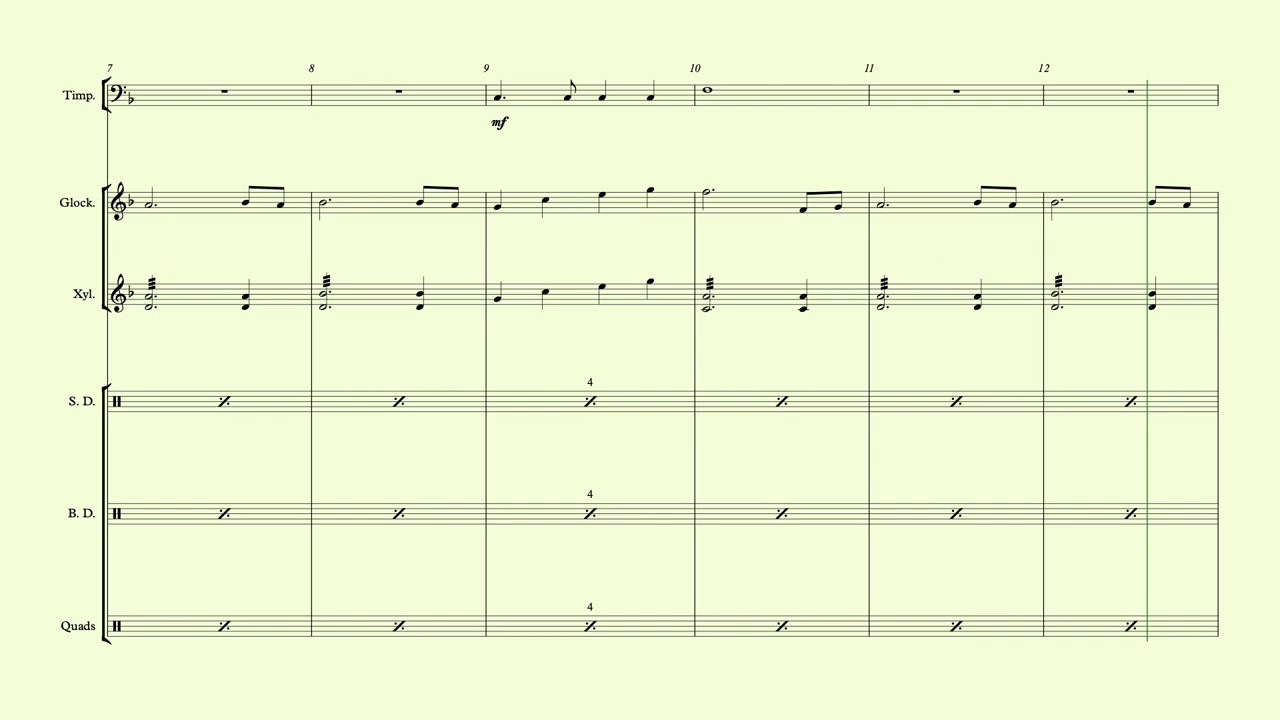 7 8 9 10 11 12
Timp.
mf
Glock.
Xyl.
4
S. D.
4
B. D.
4
Quads